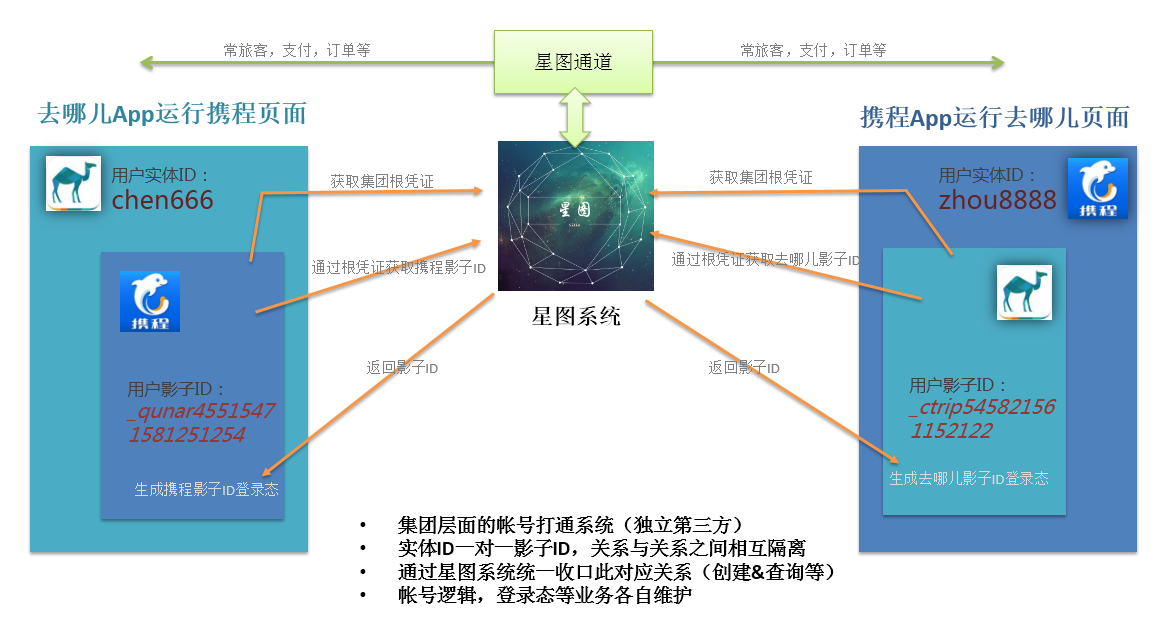 常旅客，支付，订单等
星图通道
常旅客，支付，订单等
去哪儿App运行携程页面
携程App运行去哪儿页面
用户实体ID：
chen666
获取集团根凭证
星图
获取集团根凭证
用户实体ID：
zhou8888
携程
通过根凭证获取携程影子ID
通过根凭证获取去哪儿影子ID
携程
星图系统
返回影子ID
返回影子ID
用户影子ID：
_qunar4551547
1581251254
用户影子ID：
_ctrip54582156
1152122
生成携程影子ID登录态
生成去哪儿影子ID登录态
• 集团层面的帐号打通系统（独立第三方）
• 实体ID一对一影子ID，关系与关系之间相互隔离
• 通过星图系统统一收口此对应关系（创建&查询等）
• 帐号逻辑，登录态等业务各自维护